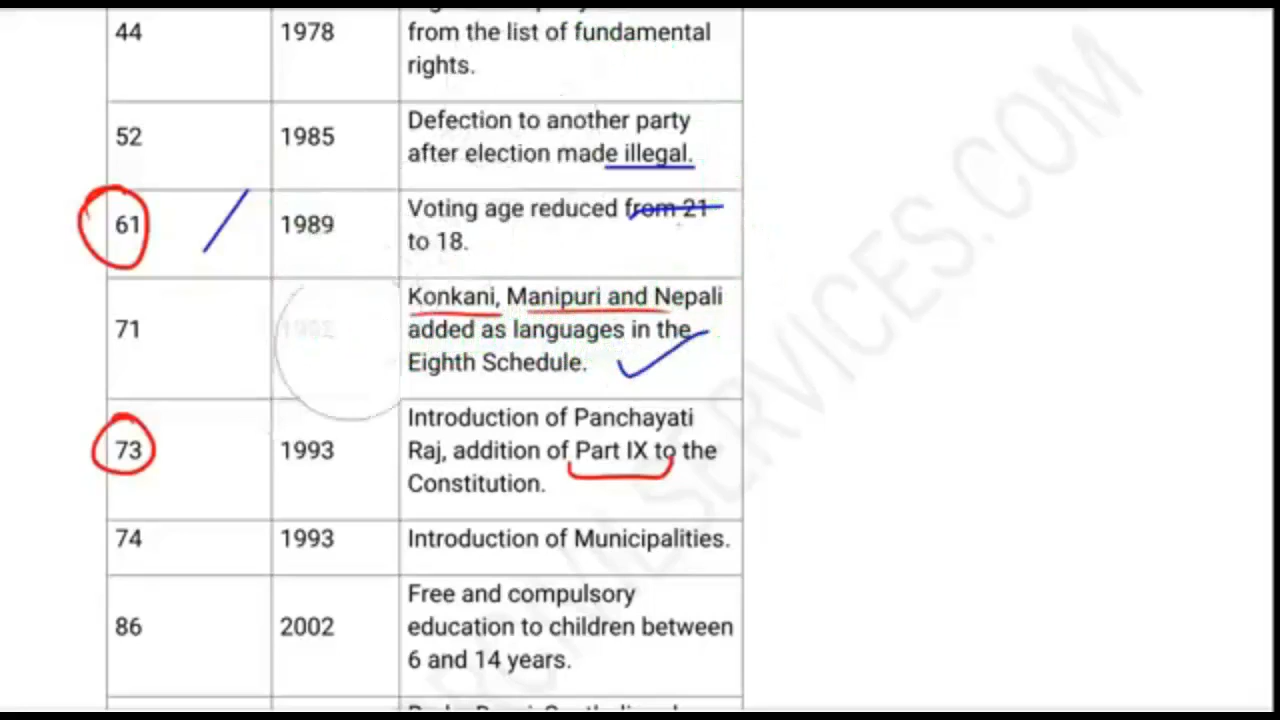 44 1978 from the list of fundamental
rights.
52 1985 Defection to another party
after election made illegal.
61 1989 Voting age reduced from 21
to 18.
71 Konkani, Manipuri and Nepali
added as languages in the
Eighth Schedule.
73 1993 Introduction of Panchayati
Raj, addition of Part IX to the
Constitution.
74 1993 Introduction of Municipalities.
86 2002 Free and compulsory
education to children between
6 and 14 years.
SERVICES.COM